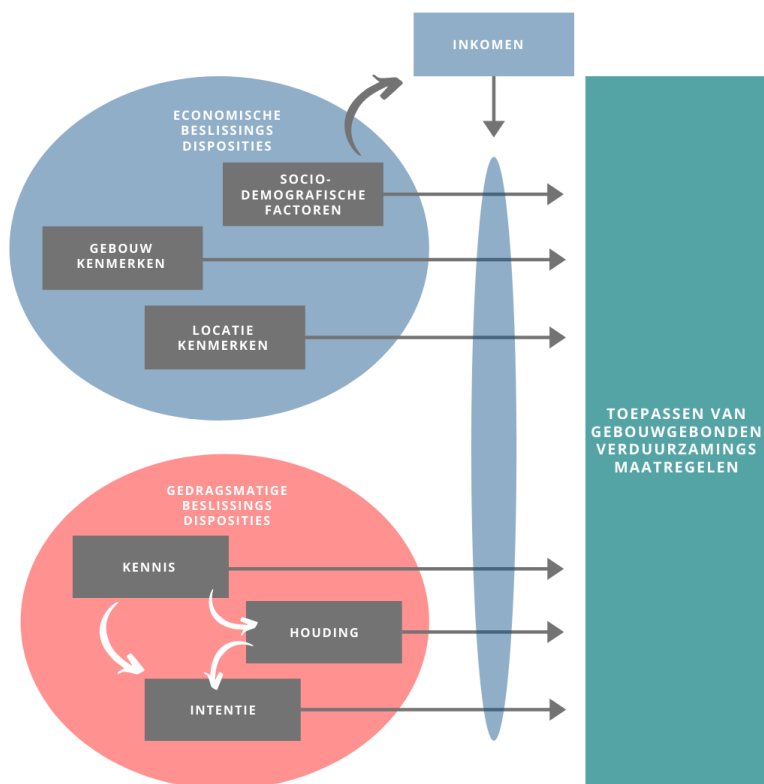 INKOMEN
ECONOMISCHE
BESLISSINGS
DISPOSITIES
SOCIO-
DEMOGRAFISCHE
FACTOREN
GEBOUW
KENMERKEN
LOCATIE
KENMERKEN
TOEPASSEN VAN
GEBOUWGEBONDEN
VERDUURZAMINGS
MAATREGELEN
GEDRAGSMATIGE
BESLISSINGS
DISPOSITIES
KENNIS
HOUDING
INTENTIE